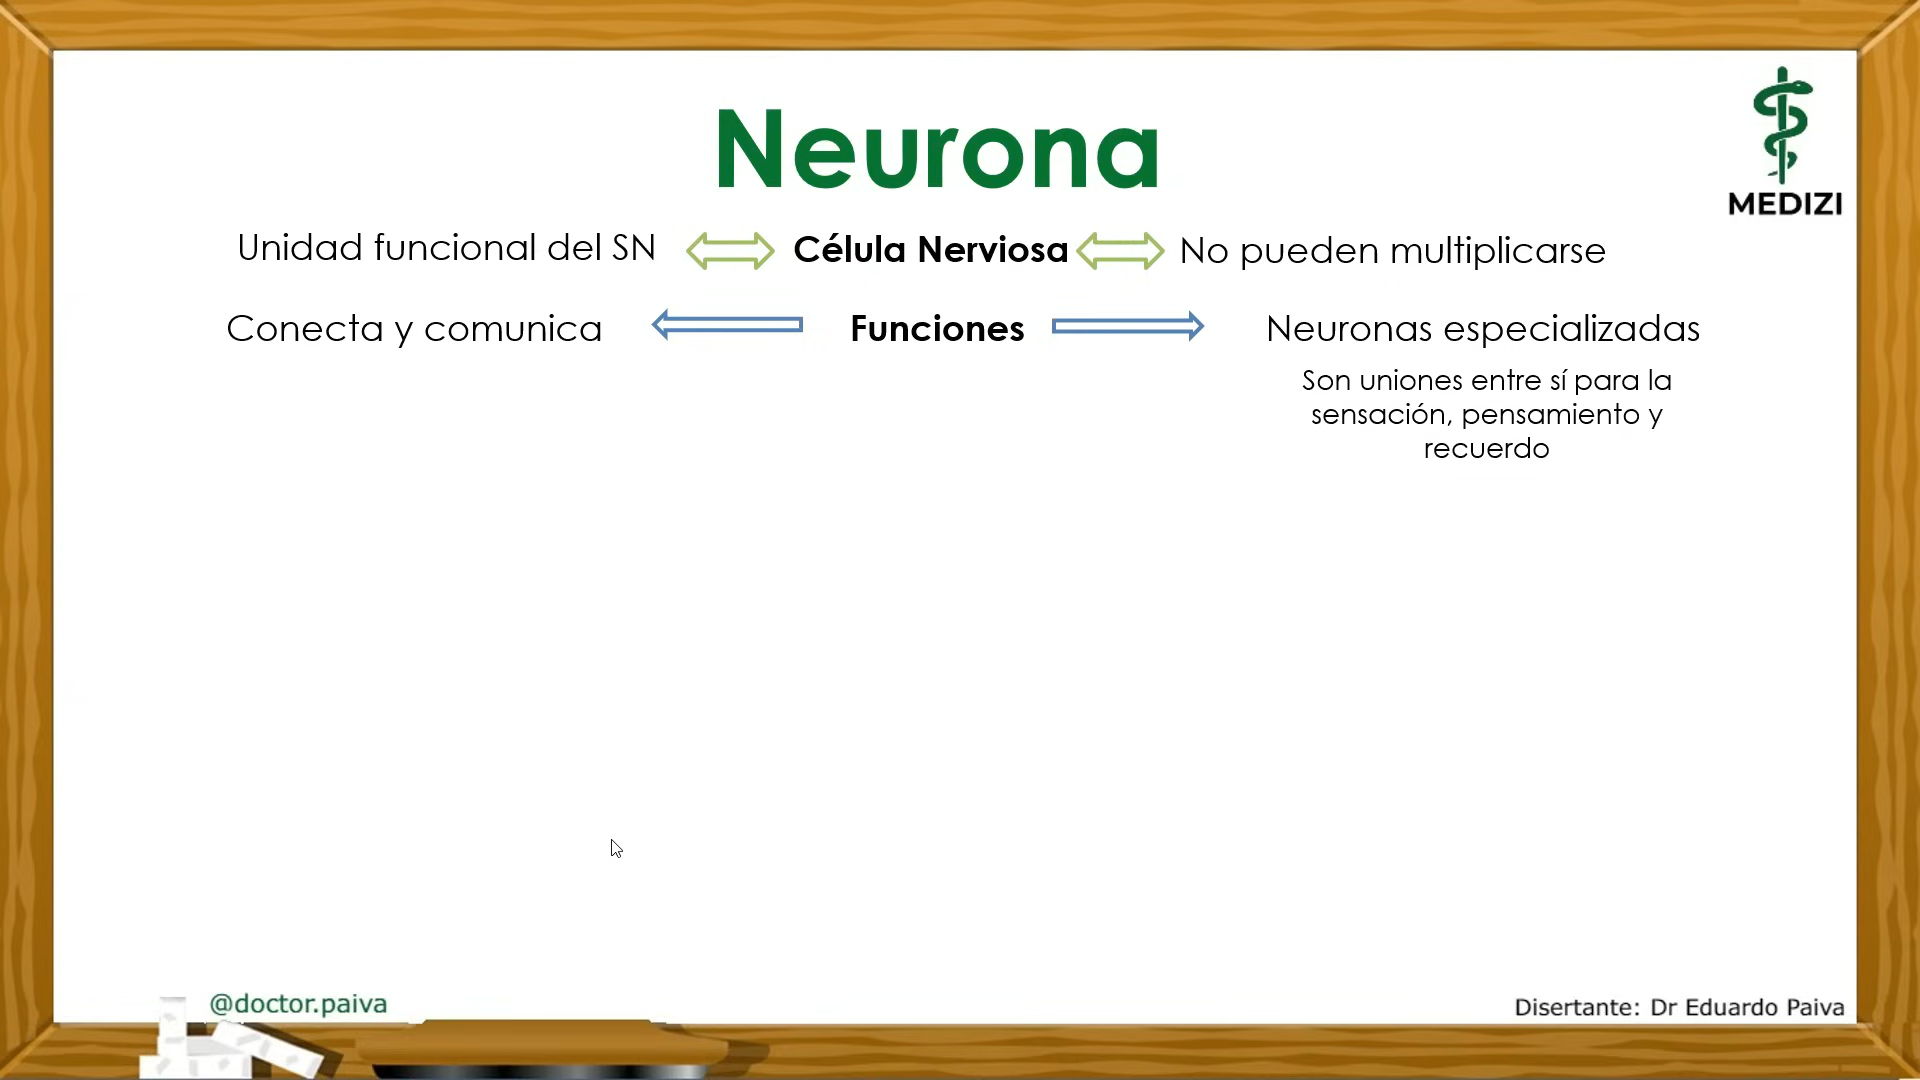 Neurona
MEDIZI
Unidad funcional del SN
Célula Nerviosa
No pueden multiplicarse
Conecta y comunica
Funciones
Neuronas especializadas
Son uniones entre sí para la
sensación, pensamiento y
recuerdo
@doctor.paiva
Disertante: Dr Eduardo Paiva